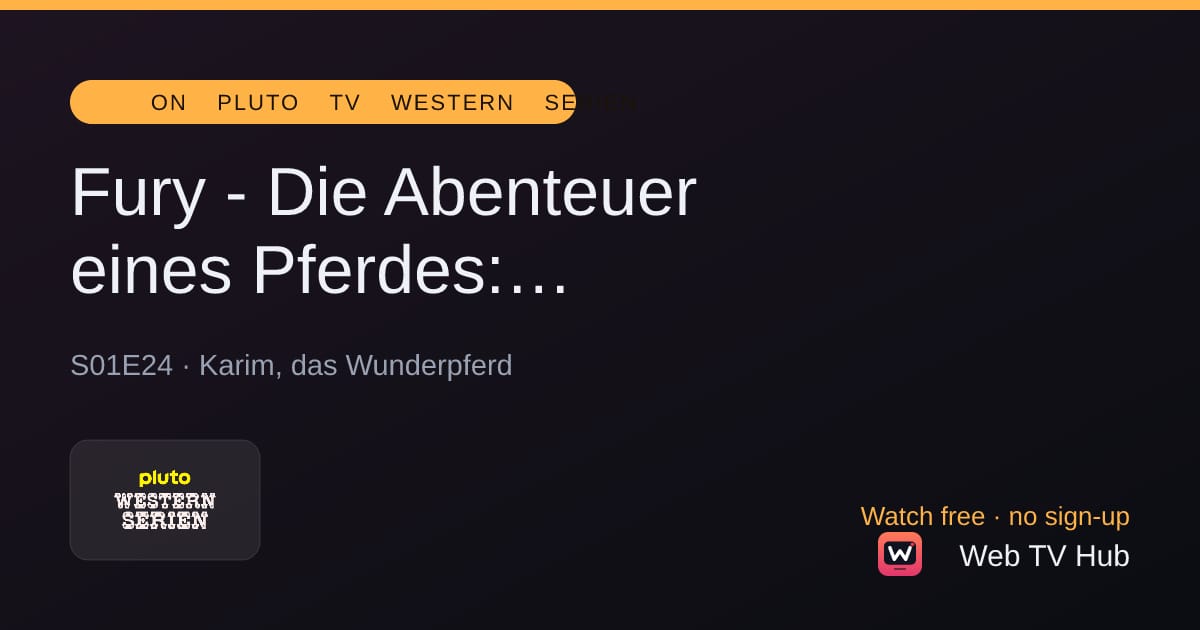 ON PLUTO TV WESTERN SERIEN
Fury - Die Abenteuer
eines Pferdes:…
S01E24 · Karim, das Wunderpferd
pluto
WESTERN
SERIEN
Watch free · no sign-up
W
Web TV Hub